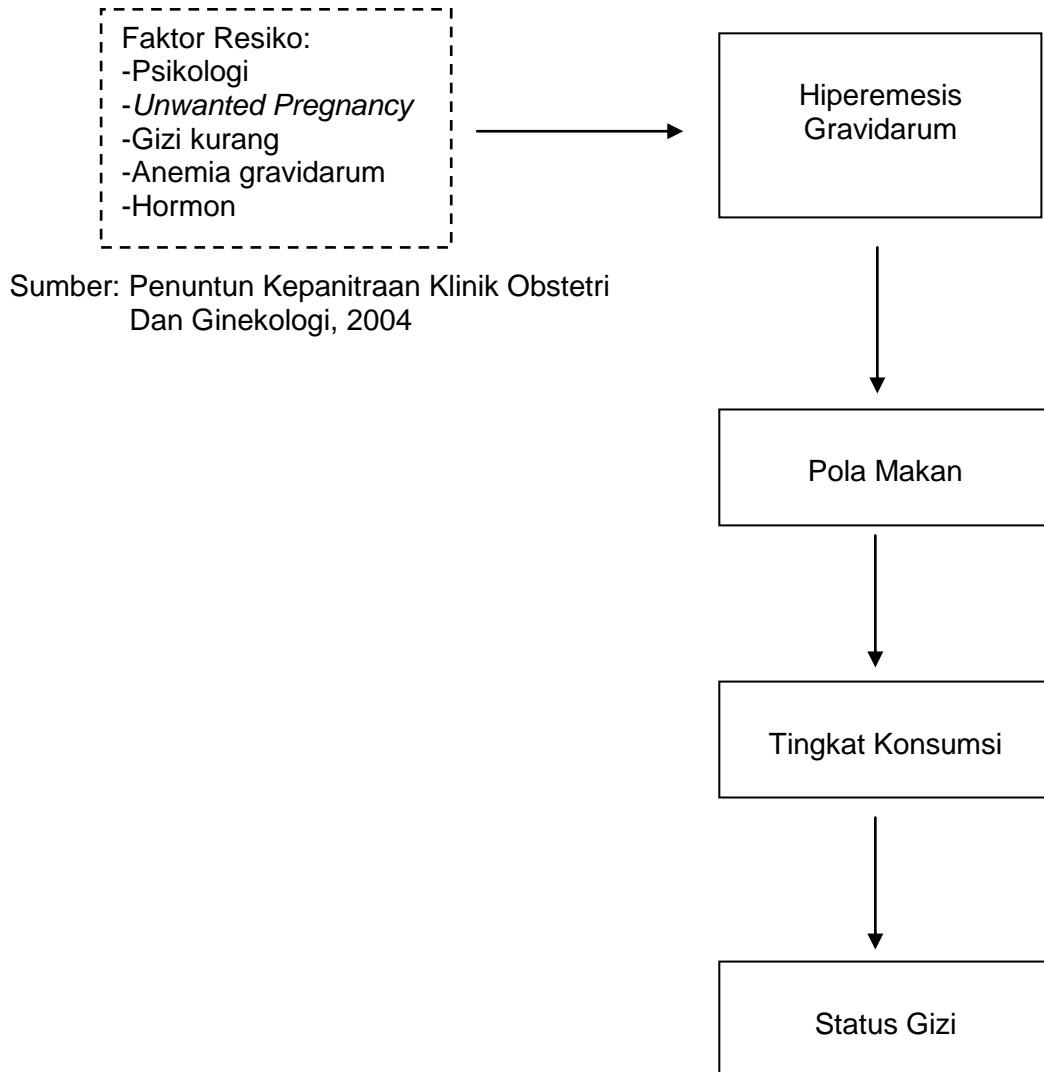 Faktor Resiko:
-Psikologi
-Unwanted Pregnancy
-Gizi kurang
-Anemia gravidarum
-Hormon
Hiperemesis
Gravidarum
Sumber: Penuntun Kepanitraan Klinik Obstetri
Dan Ginekologi, 2004
Pola Makan
Tingkat Konsumsi
Status Gizi